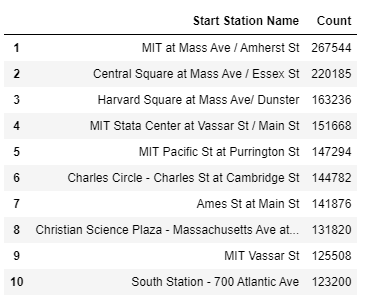 Start Station Name Count
1 MIT at Mass Ave / Amherst St 267544
2 Central Square at Mass Ave / Essex St 220185
3 Harvard Square at Mass Ave/ Dunster 163236
4 MIT Stata Center at Vassar St / Main St 151668
5 MIT Pacific St at Purrington St 147294
6 Charles Circle - Charles St at Cambridge St 144782
7 Ames St at Main St 141876
8 Christian Science Plaza - Massachusetts Ave at... 131820
9 MIT Vassar St 125508
10 South Station - 700 Atlantic Ave 123200